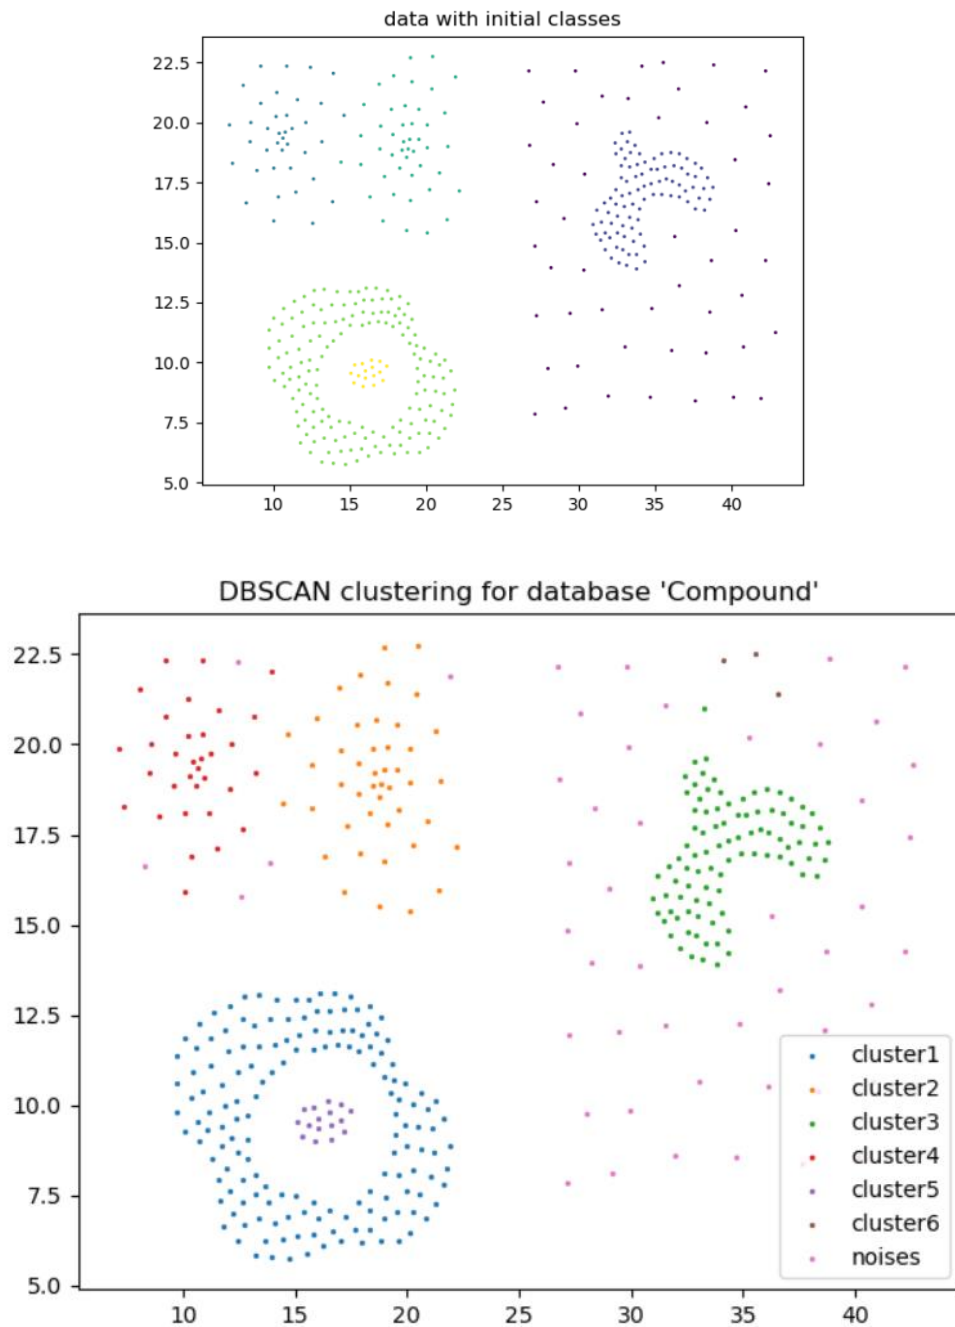 data with initial classes
22.5
20.0
17.5
15.0
12.5
10.0
7.5
5.0
10 15 20 25 30 35 40
DBSCAN clustering for database 'Compound'
22.5
20.0
17.5
15.0
12.5
10.0
7.5
5.0
cluster1
cluster2
cluster3
cluster4
cluster5
cluster6
noises
10 15 20 25 30 35 40